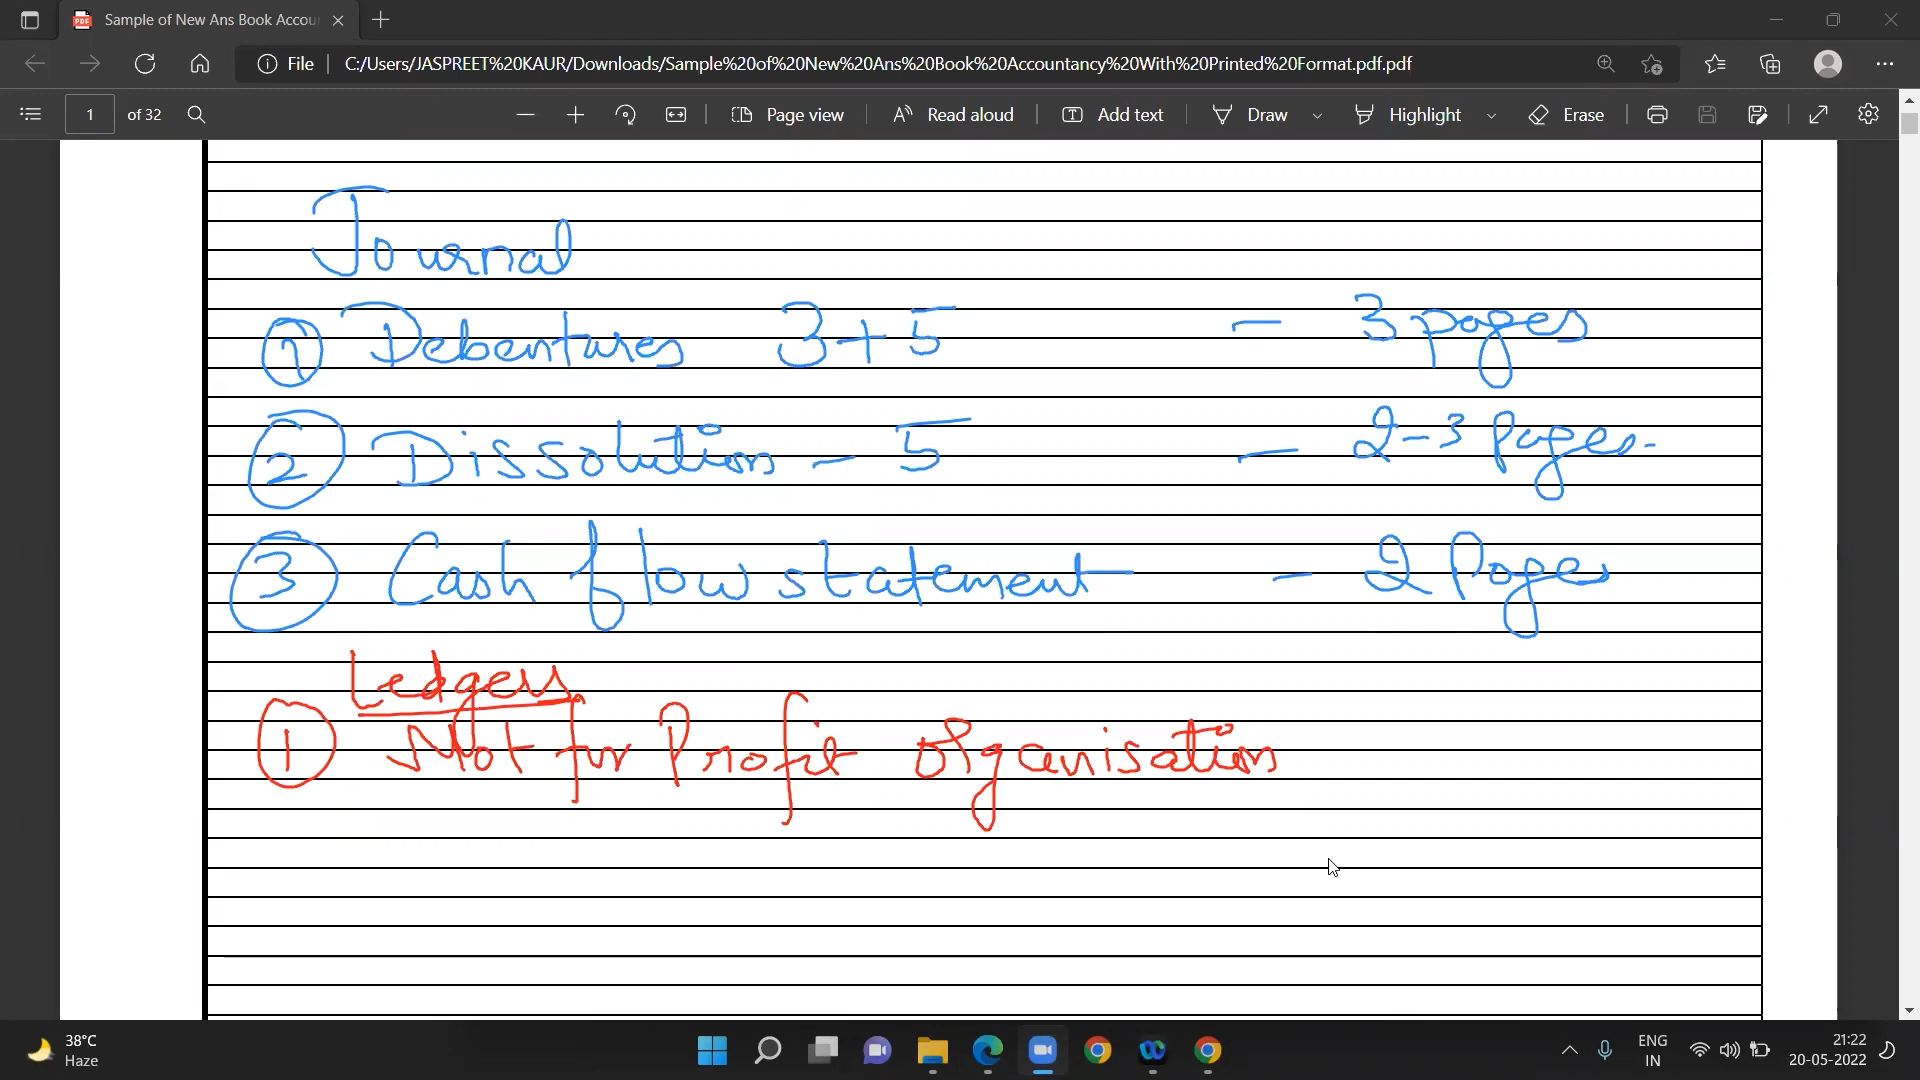 Sample of New Ans Book Accou
File C:/Users/JASPREET%20KAUR/Downloads/Sample%20of%20New%20Ans%20Book%20Accountancy%20With%20Printed%20Format.pdf.pdf
1 of 32 Page view Read aloud Add text Draw Highlight Erase
Journal
1 Debentures 3+5 - 3 pages
2 Dissolution - 5 - 2-3 Pages.
3 Cash flow statement - 2 Pages
Ledgers
1 Not for Profit Organisation
38°C
Haze
ENG
IN
21:22
20-05-2022